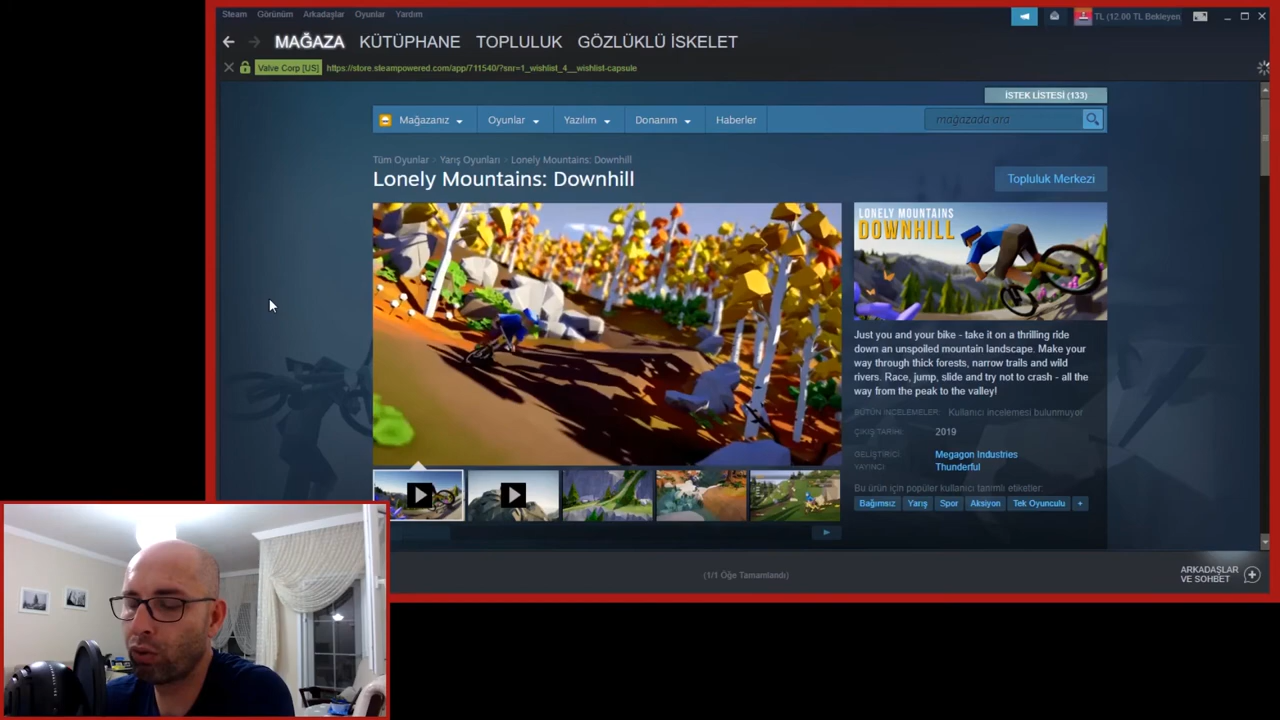 Steam Görünüm Arkadaşlar Oyunlar Yardım
TL (12.00 TL Bekleyen
MAĞAZA KÜTÜPHANE TOPLULUK GÖZLÜKLÜ İSKELET
Valve Corp [US] https://store.steampowered.com/app/711540/?snr=1_wishlist_4__wishlist-capsule
İSTEK LİSTESİ (133)
Mağazanız Oyunlar Yazılım Donanım Haberler mağazada ara
Tüm Oyunlar > Yarış Oyunları > Lonely Mountains: Downhill
Lonely Mountains: Downhill
Topluluk Merkezi
LONELY MOUNTAINS
DOWNHILL
Just you and your bike - take it on a thrilling ride
down an unspoiled mountain landscape. Make your
way through thick forests, narrow trails and wild
rivers. Race, jump, slide and try not to crash - all the
way from the peak to the valley!
BÜTÜN İNCELEMELER: Kullanıcı incelemesi bulunmuyor
ÇIKIŞ TARİHİ: 2019
GELİŞTİRİCİ: Megagon Industries
YAYINCI: Thunderful
Bu ürün için popüler kullanıcı tanımlı etiketler:
Bağımsız Yarış Spor Aksiyon Tek Oyunculu +
(1/1 Öğe Tamamlandı)
ARKADAŞLAR
VE SOHBET